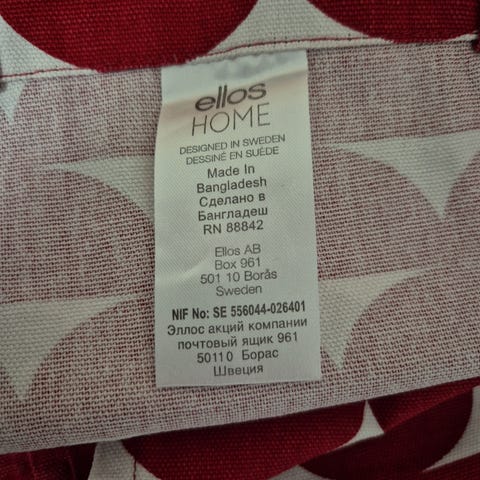 ellos
HOME
DESIGNED IN SWEDEN
DESSINÉ EN SUÈDE
Made In
Bangladesh
Сделано в
Бангладеш
RN 88842
Ellos AB
Box 961
501 10 Borås
Sweden
NIF No: SE 556044-026401
Эллос акций компании
почтовый ящик 961
50110 Борас
Швеция